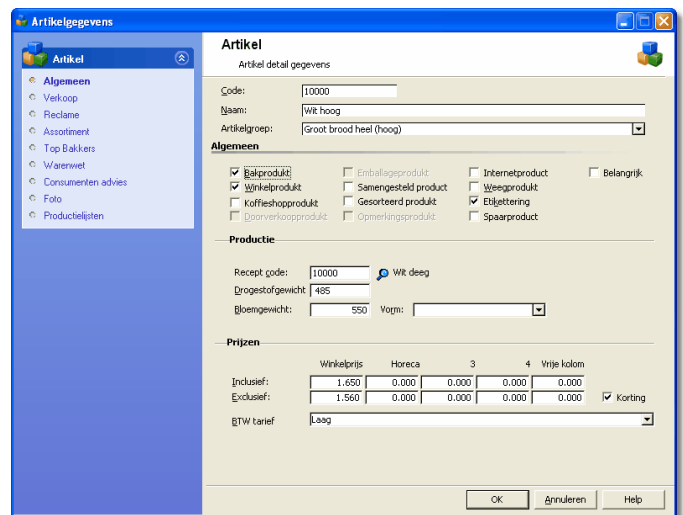 Artikelgegevens
Artikel
Algemeen
Verkoop
Reclame
Assortiment
Top Bakkers
Warenwet
Consumenten advies
Foto
Productielijsten
Artikel
Artikel detail gegevens
Code: 10000
Naam: Wit hoog
Artikelgroep: Groot brood heel (hoog)
Algemeen
Bakprodukt Emballageprodukt Internetproduct Belangrijk
Winkelprodukt Samengesteld product Weegprodukt
Koffieshopprodukt Gesorteerd produkt Etikettering
Doorverkoopprodukt Opmerkingsprodukt Spaarproduct
Productie
Recept code: 10000 Wit deeg
Drogestofgewicht 485
Bloemgewicht: 550 Vorm:
Prijzen
Winkelprijs Horeca 3 4 Vrije kolom
Inclusief: 1.650 0.000 0.000 0.000 0.000
Exclusief: 1.560 0.000 0.000 0.000 0.000 Korting
BTW tarief Laag
OK Annuleren Help